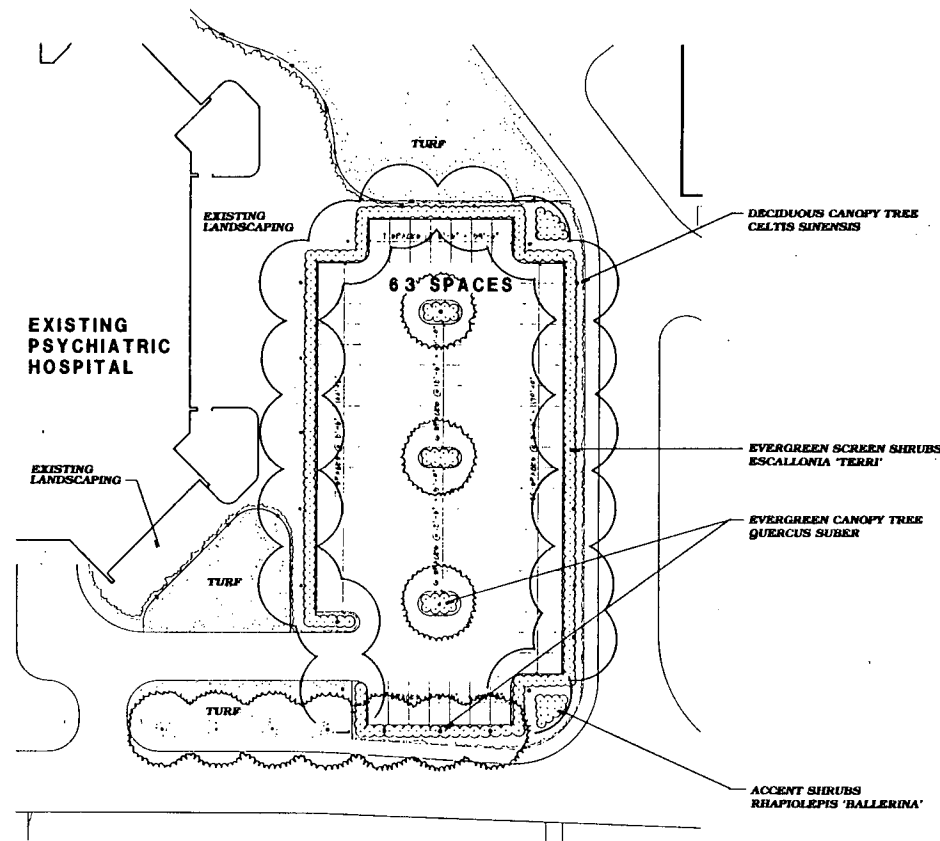 TURF
EXISTING
LANDSCAPING
DECIDUOUS CANOPY TREE
CELTIS SINENSIS
63 SPACES
EXISTING
PSYCHIATRIC
HOSPITAL
EVERGREEN SCREEN SHRUBS
ESCALLONIA 'TERRI'
EXISTING
LANDSCAPING
EVERGREEN CANOPY TREE
QUERCUS SUBER
TURF
TURF
ACCENT SHRUBS
RHAPIOLEPIS 'BALLERINA'